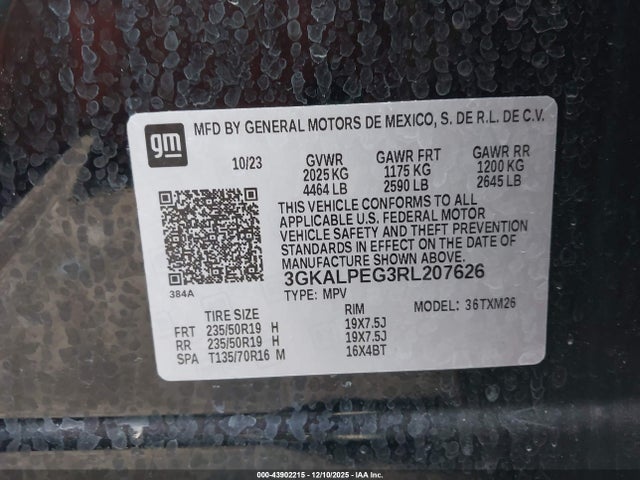 gm
MFD BY GENERAL MOTORS DE MEXICO, S. DE R.L. DE C.V.
10/23 GVWR GAWR FRT GAWR RR
2025 KG 1175 KG 1200 KG
4464 LB 2590 LB 2645 LB
THIS VEHICLE CONFORMS TO ALL
APPLICABLE U.S. FEDERAL MOTOR
VEHICLE SAFETY AND THEFT PREVENTION
STANDARDS IN EFFECT ON THE DATE OF
MANUFACTURE SHOWN ABOVE.
3GKALPEG3RL207626
384A
TYPE: MPV MODEL: 36TXM26
TIRE SIZE RIM
FRT 235/50R19 H 19X7.5J
RR 235/50R19 H 19X7.5J
SPA T135/70R16 M 16X4BT
000-43902215 - 12/10/2025 - IAA Inc.